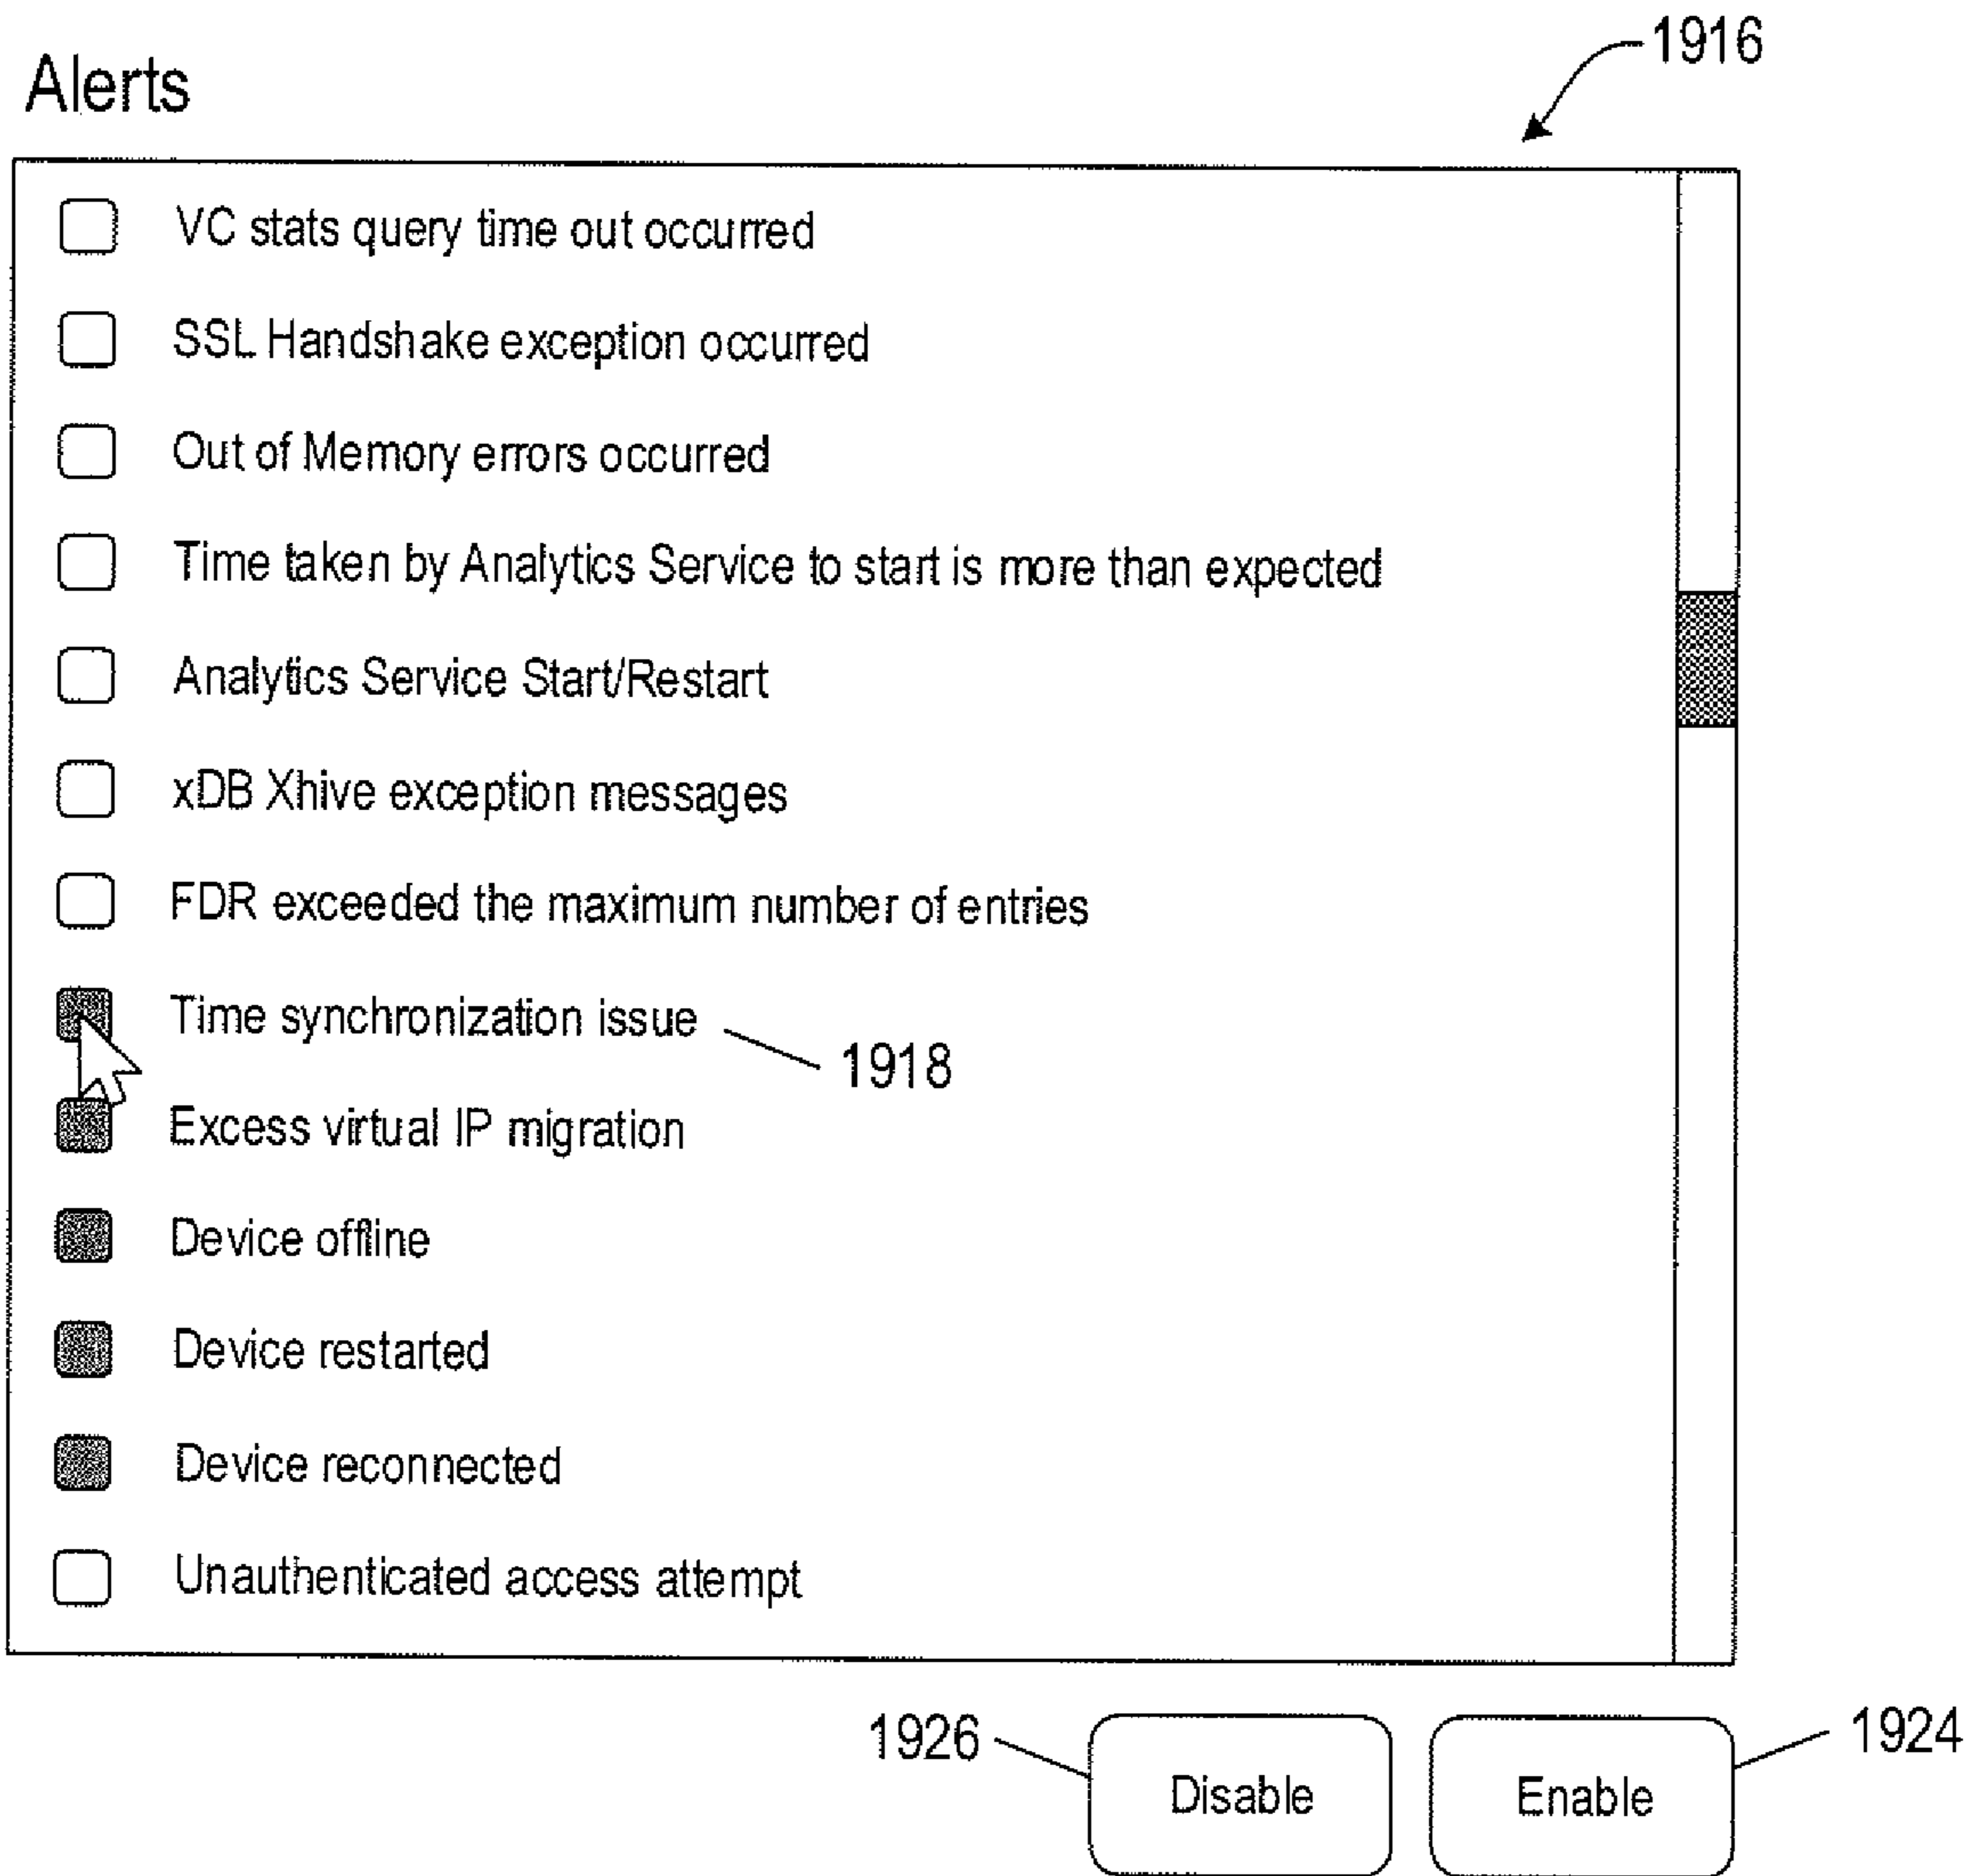 1916
Alerts
VC stats query time out occurred
SSL Handshake exception occurred
Out of Memory errors occurred
Time taken by Analytics Service to start is more than expected
Analytics Service Start/Restart
xDB Xhive exception messages
FDR exceeded the maximum number of entries
Time synchronization issue
1918
Excess virtual IP migration
Device offline
Device restarted
Device reconnected
Unauthenticated access attempt
1926
Disable
Enable
1924